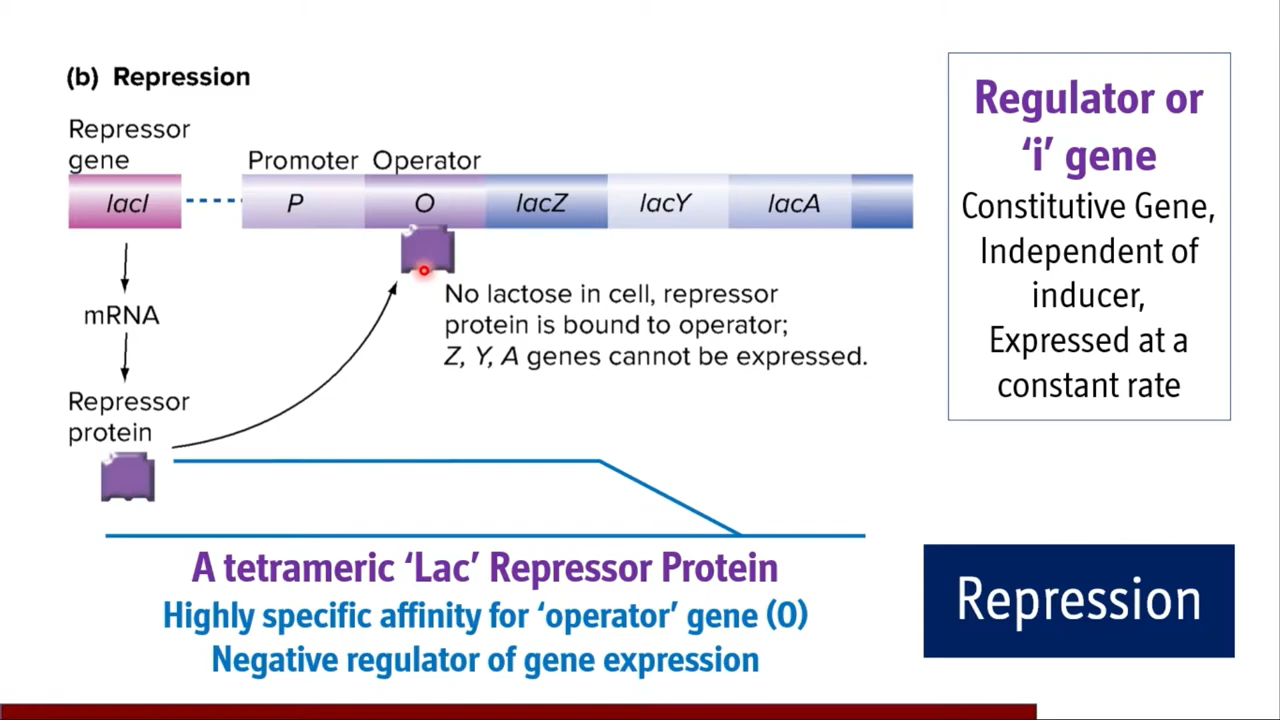 (b) Repression
Repressor
gene
Promoter Operator
lacI
P
O
lacZ
lacY
lacA
mRNA
No lactose in cell, repressor
protein is bound to operator;
Z, Y, A genes cannot be expressed.
Repressor
protein
A tetrameric ‘Lac’ Repressor Protein
Highly specific affinity for ‘operator’ gene (O)
Negative regulator of gene expression
Regulator or
‘i’ gene
Constitutive Gene,
Independent of
inducer,
Expressed at a
constant rate
Repression